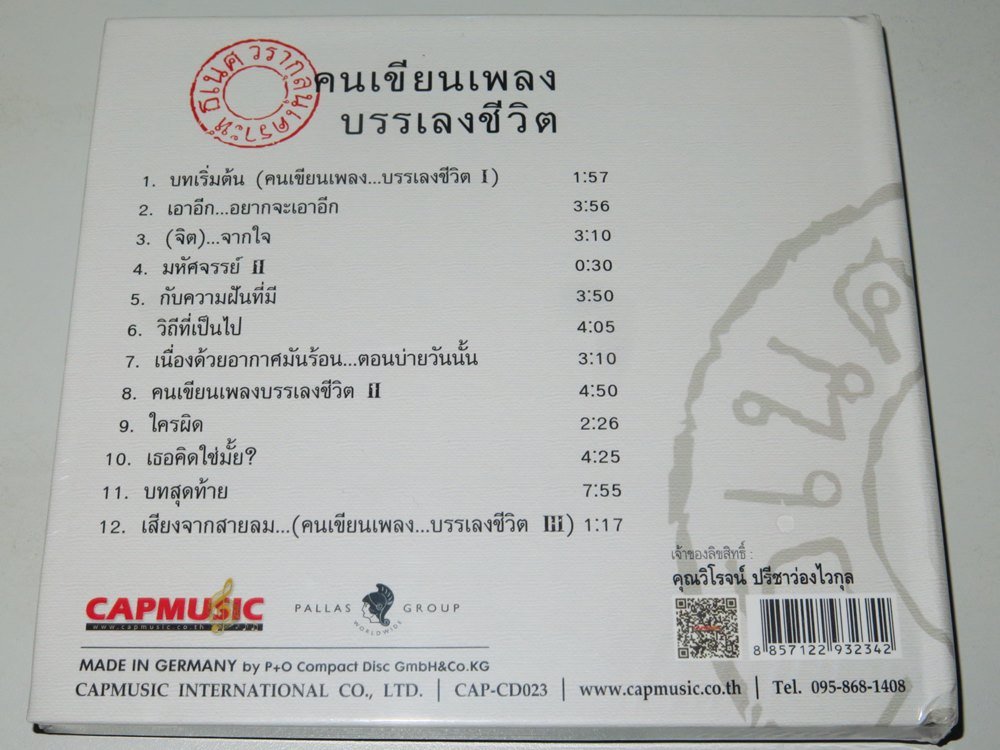 ธเนศ วรากุลนุเคราะห์
คนเขียนเพลง
บรรเลงชีวิต
1. บทเริ่มต้น (คนเขียนเพลง...บรรเลงชีวิต I) 1:57
2. เอาอีก...อยากจะเอาอีก 3:56
3. (จิต)...จากใจ 3:10
4. มหัศจรรย์ II 0:30
5. กับความฝันที่มี 3:50
6. วิถีที่เป็นไป 4:05
7. เนื่องด้วยอากาศมันร้อน...ตอนบ่ายวันนั้น 3:10
8. คนเขียนเพลงบรรเลงชีวิต II 4:50
9. ใครผิด 2:26
10. เธอคิดใช่มั้ย? 4:25
11. บทสุดท้าย 7:55
12. เสียงจากสายลม...(คนเขียนเพลง...บรรเลงชีวิต III) 1:17
เจ้าของลิขสิทธิ์ :
คุณวิโรจน์ ปรีชาว่องไวกุล
CAPMUSIC
www.capmusic.co.th
PALLAS GROUP
WORLDWIDE
8 857122 932342
MADE IN GERMANY by P+O Compact Disc GmbH&Co.KG
CAPMUSIC INTERNATIONAL CO., LTD. | CAP-CD023 | www.capmusic.co.th | Tel. 095-868-1408